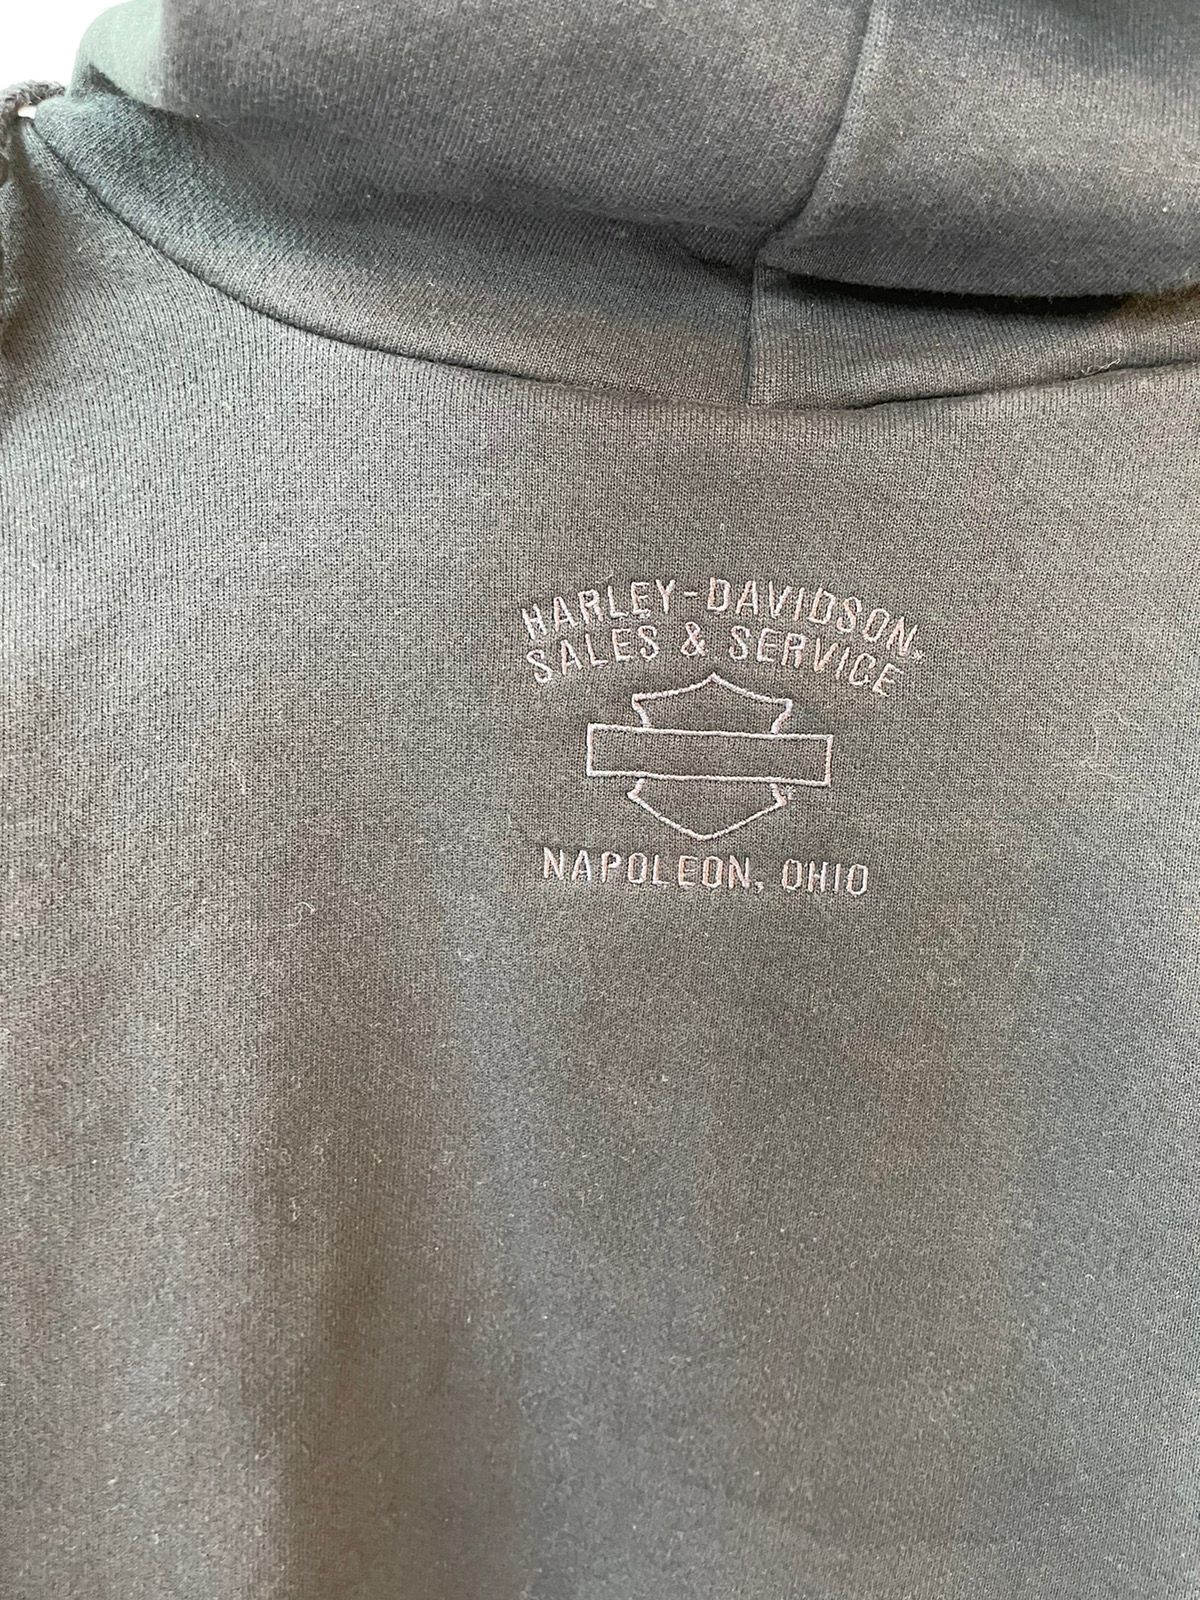 HARLEY-DAVIDSON
SALES & SERVICE
NAPOLEON, OHIO